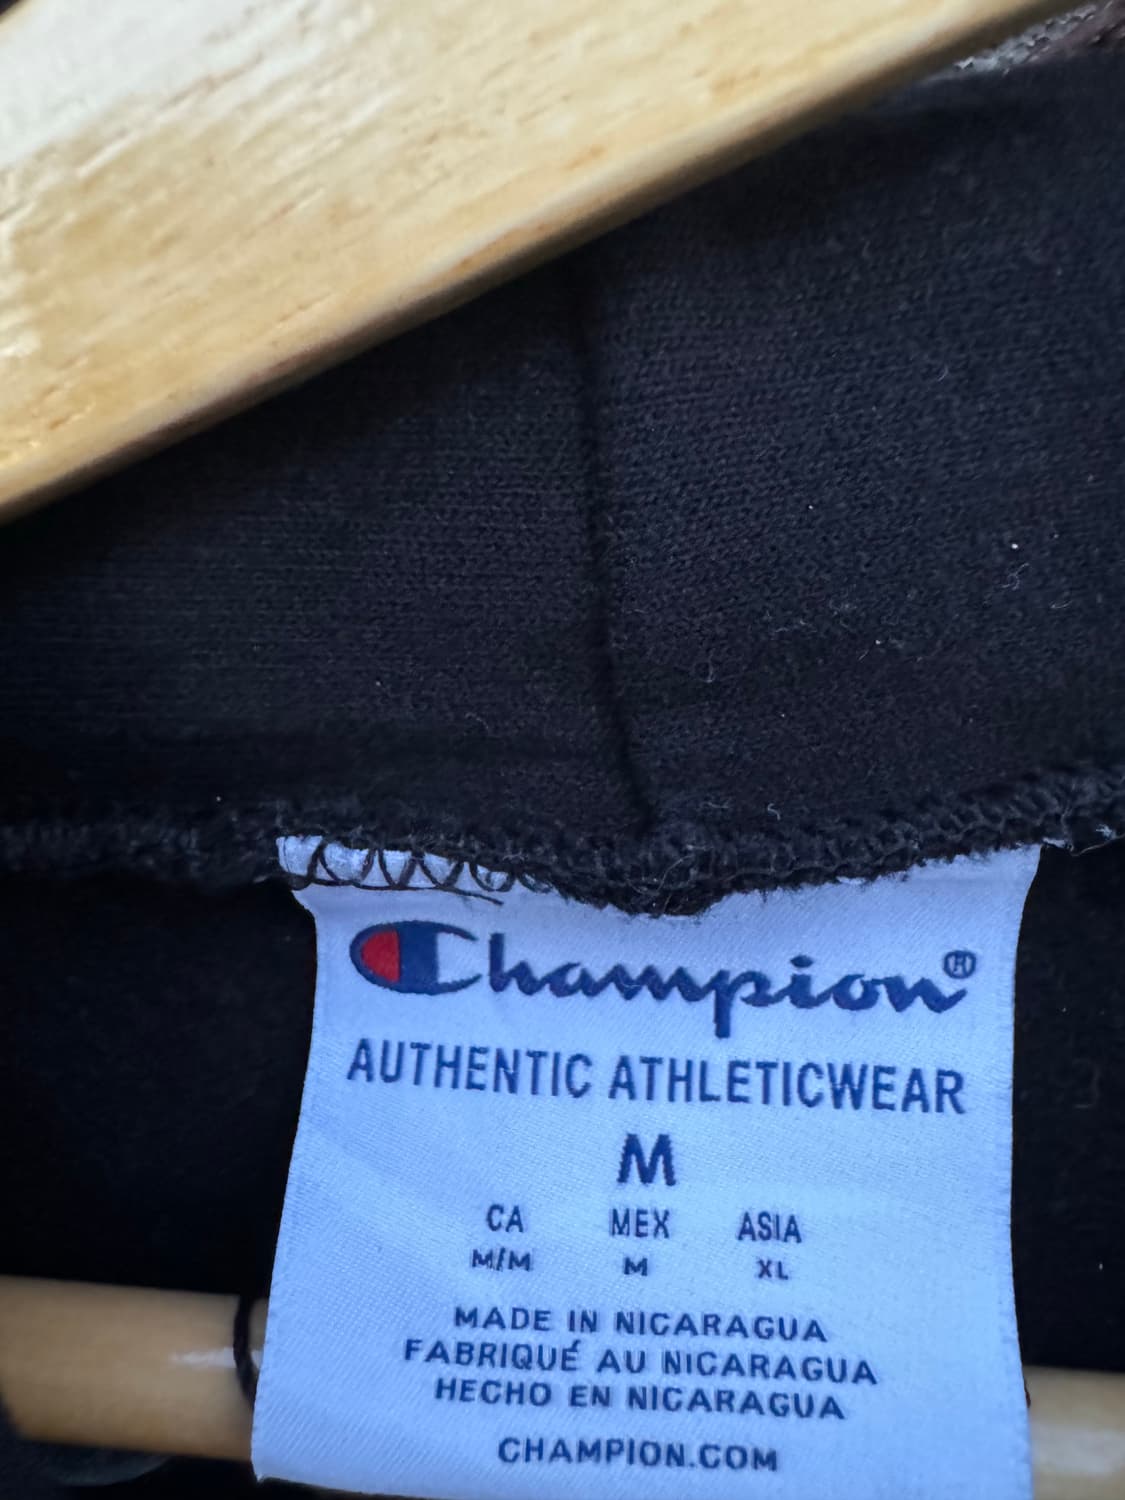 Champion®
AUTHENTIC ATHLETICWEAR
M
CA MEX ASIA
M/M M XL
MADE IN NICARAGUA
FABRIQUÉ AU NICARAGUA
HECHO EN NICARAGUA
CHAMPION.COM